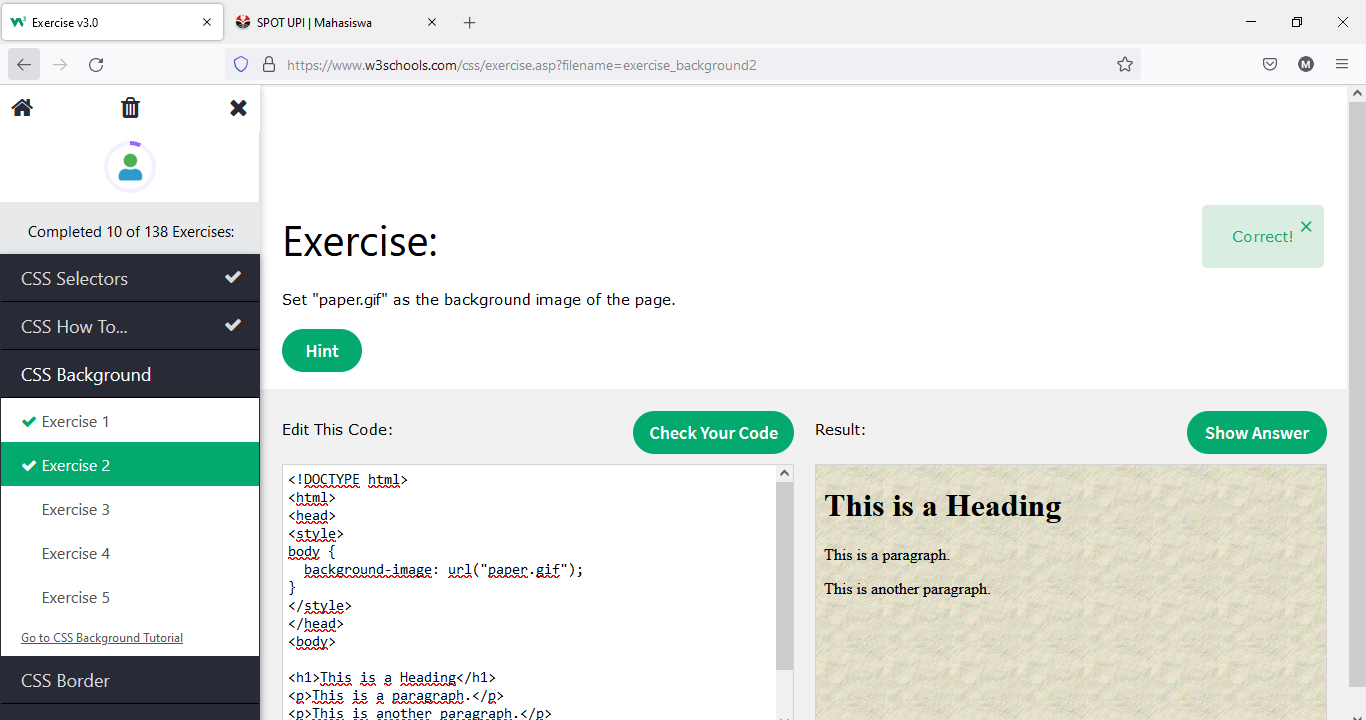 Exercise v3.0
SPOT UPI | Mahasiswa
https://www.w3schools.com/css/exercise.asp?filename=exercise_background2
M
Completed 10 of 138 Exercises:
CSS Selectors
CSS How To...
CSS Background
Exercise 1
Exercise 2
Exercise 3
Exercise 4
Exercise 5
Go to CSS Background Tutorial
CSS Border
Exercise:
Correct!
Set "paper.gif" as the background image of the page.
Hint
Edit This Code:
Check Your Code
<!DOCTYPE html>
<html>
<head>
<style>
body {
  background-image: url("paper.gif");
}
</style>
</head>
<body>

<h1>This is a Heading</h1>
<p>This is a paragraph.</p>
<p>This is another paragraph.</p>
Result:
Show Answer
This is a Heading
This is a paragraph.
This is another paragraph.